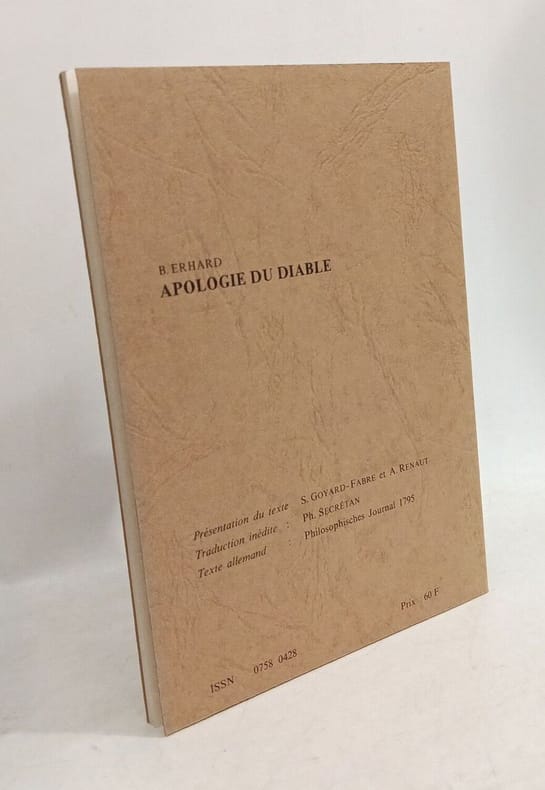 B. ERHARD
APOLOGIE DU DIABLE
Présentation du texte S. GOYARD-FABRE et A. RENAUT
Traduction inédite : Ph. SECRETAN
Texte allemand : Philosophisches Journal 1795
Prix 60 F
ISSN 0758 0428